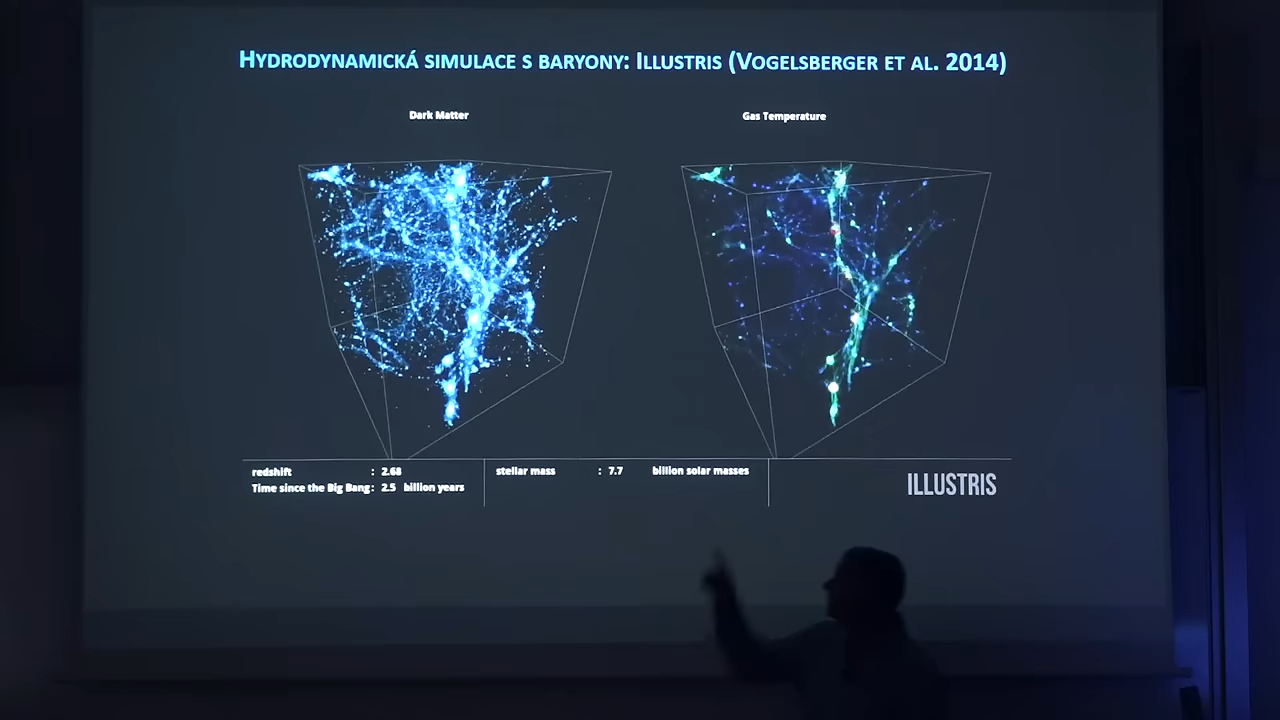 HYDRODYNAMICKÁ SIMULACE S BARYONY: ILLUSTRIS (VOGELSBERGER ET AL. 2014)
Dark Matter
Gas Temperature
redshift : 2.68
Time since the Big Bang : 2.5 billion years
stellar mass : 7.7 billion solar masses
ILLUSTRIS